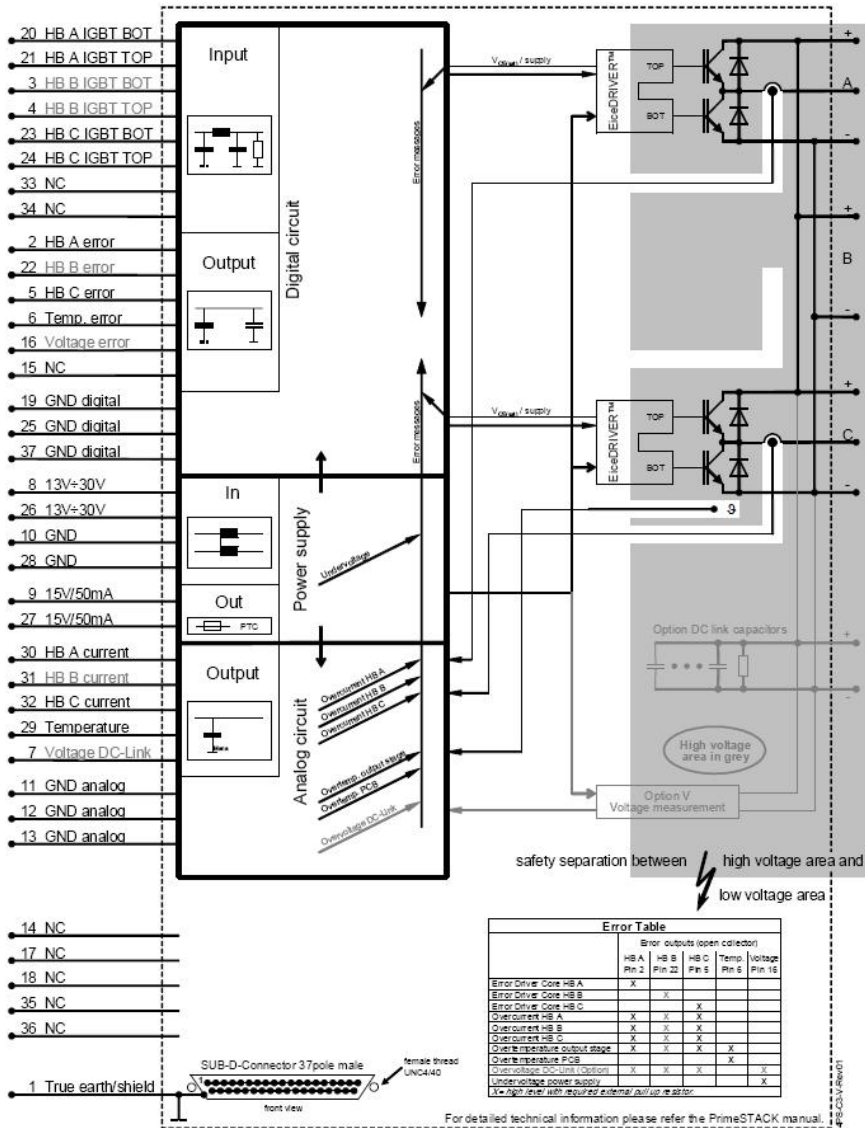 20 HB A IGBT BOT
21 HB A IGBT TOP
3 HB B IGBT BOT
4 HB B IGBT TOP
23 HB C IGBT BOT
24 HB C IGBT TOP
33 NC
34 NC
2 HB A error
22 HB B error
5 HB C error
6 Temp. error
16 Voltage error
15 NC
19 GND digital
25 GND digital
37 GND digital
8 13V÷30V
26 13V÷30V
10 GND
28 GND
9 15V/50mA
27 15V/50mA
30 HB A current
31 HB B current
32 HB C current
29 Temperature
7 Voltage DC-Link
11 GND analog
12 GND analog
13 GND analog
14 NC
17 NC
18 NC
35 NC
36 NC
1 True earth/shield
Input
Output
Digital circuit
Error messages
Error messages
In
Out
PTC
Power supply
Undervoltage
Output
Analog circuit
Overcurrent HB A
Overcurrent HB B
Overcurrent HB C
Overtemp. output stage
Overtemp. PCB
Overvoltage DC-Link
/ supply
EiceDRIVER™
TOP
BOT
+
A
-
+
B
-
/ supply
EiceDRIVER™
TOP
BOT
+
C
-
ϑ
Option DC link capacitors
+
-
High voltage
area in grey
Option V
Voltage measurement
safety separation between high voltage area and
low voltage area
Error Table
Error outputs (open collector)
HB A HB B HB C Temp. Voltage
Pin 2 Pin 22 Pin 5 Pin 6 Pin 16
Error Driver Core HB A X
Error Driver Core HB B X
Error Driver Core HB C X
Overcurrent HB A X X X
Overcurrent HB B X X X
Overcurrent HB C X X X
Overtemperature output stage X X X X
Overtemperature PCB X
Overvoltage DC-Link (Option) X X X X
Undervoltage power supply X
X = high level with required external pull up resistor.
SUB-D-Connector 37pole male
1
front view
female thread
UNC4/40
For detailed technical information please refer the PrimeSTACK manual.